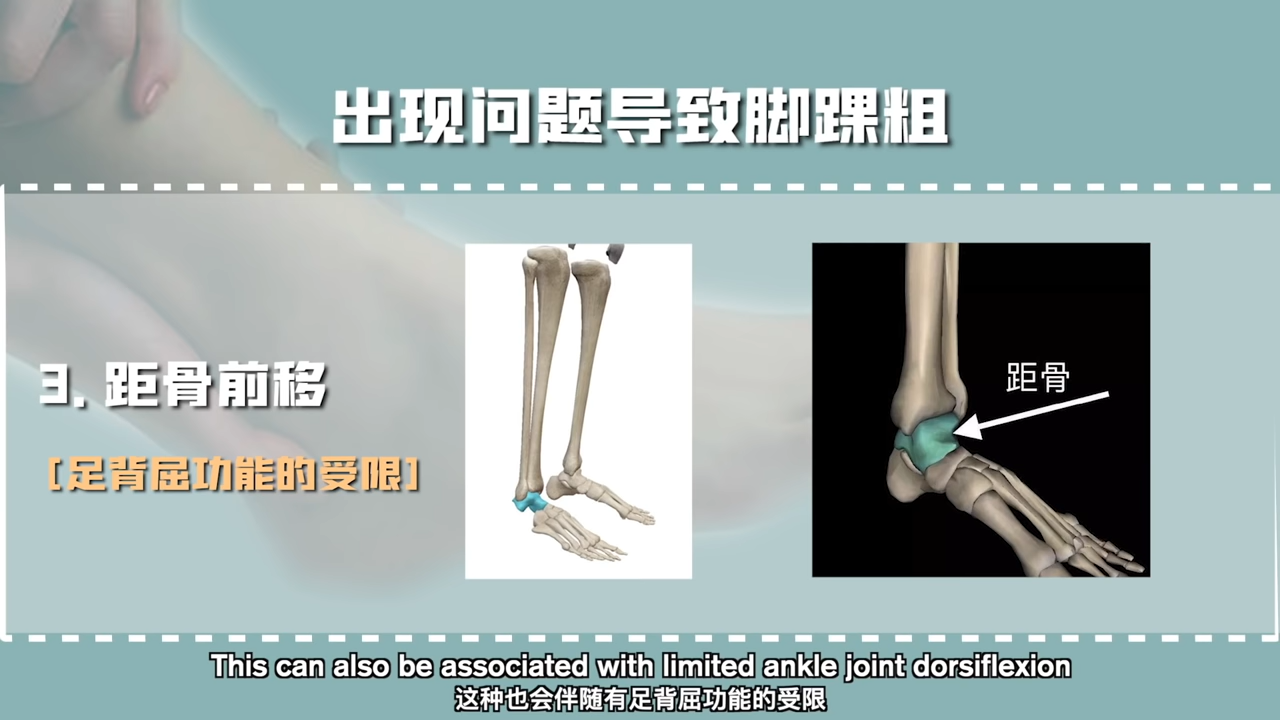 出现问题导致脚踝粗
3. 距骨前移
[足背屈功能的受限]
距骨
This can also be associated with limited ankle joint dorsiflexion
这种也会伴随有足背屈功能的受限